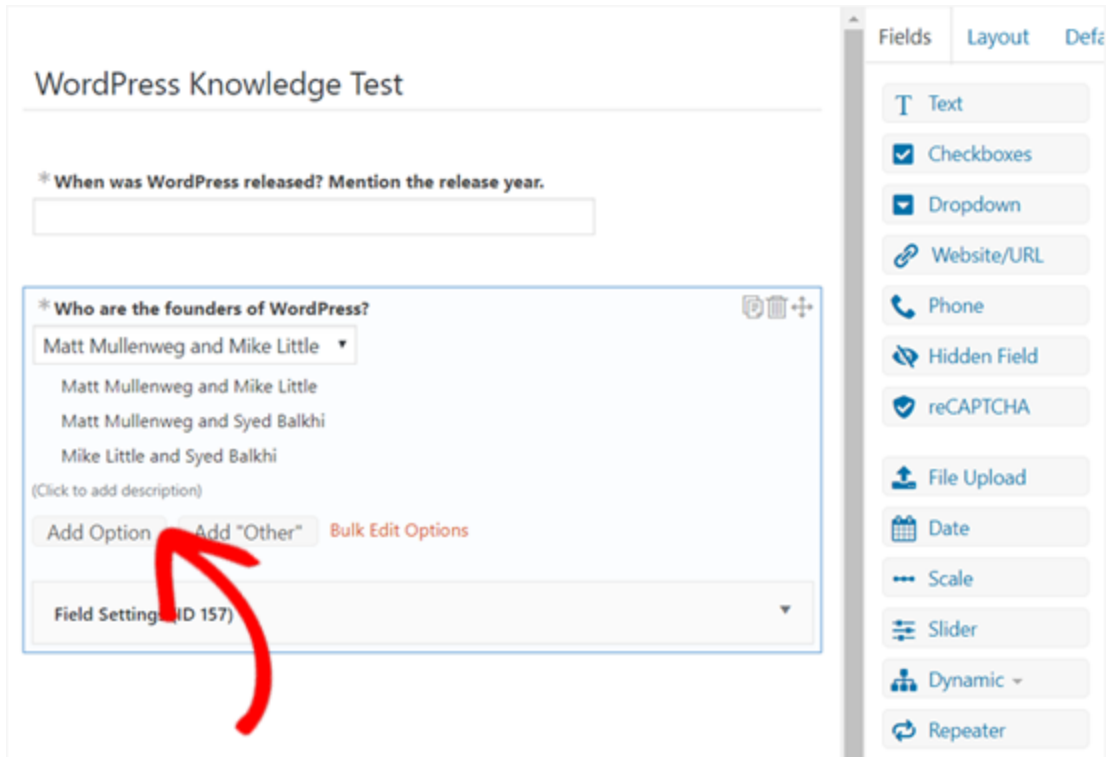 WordPress Knowledge Test
* When was WordPress released? Mention the release year.
* Who are the founders of WordPress?
Matt Mullenweg and Mike Little
Matt Mullenweg and Mike Little
Matt Mullenweg and Syed Balkhi
Mike Little and Syed Balkhi
(Click to add description)
Add Option Add "Other" Bulk Edit Options
Field Settings (ID 157)
Fields Layout Defa
Text
Checkboxes
Dropdown
Website/URL
Phone
Hidden Field
reCAPTCHA
File Upload
Date
Scale
Slider
Dynamic
Repeater